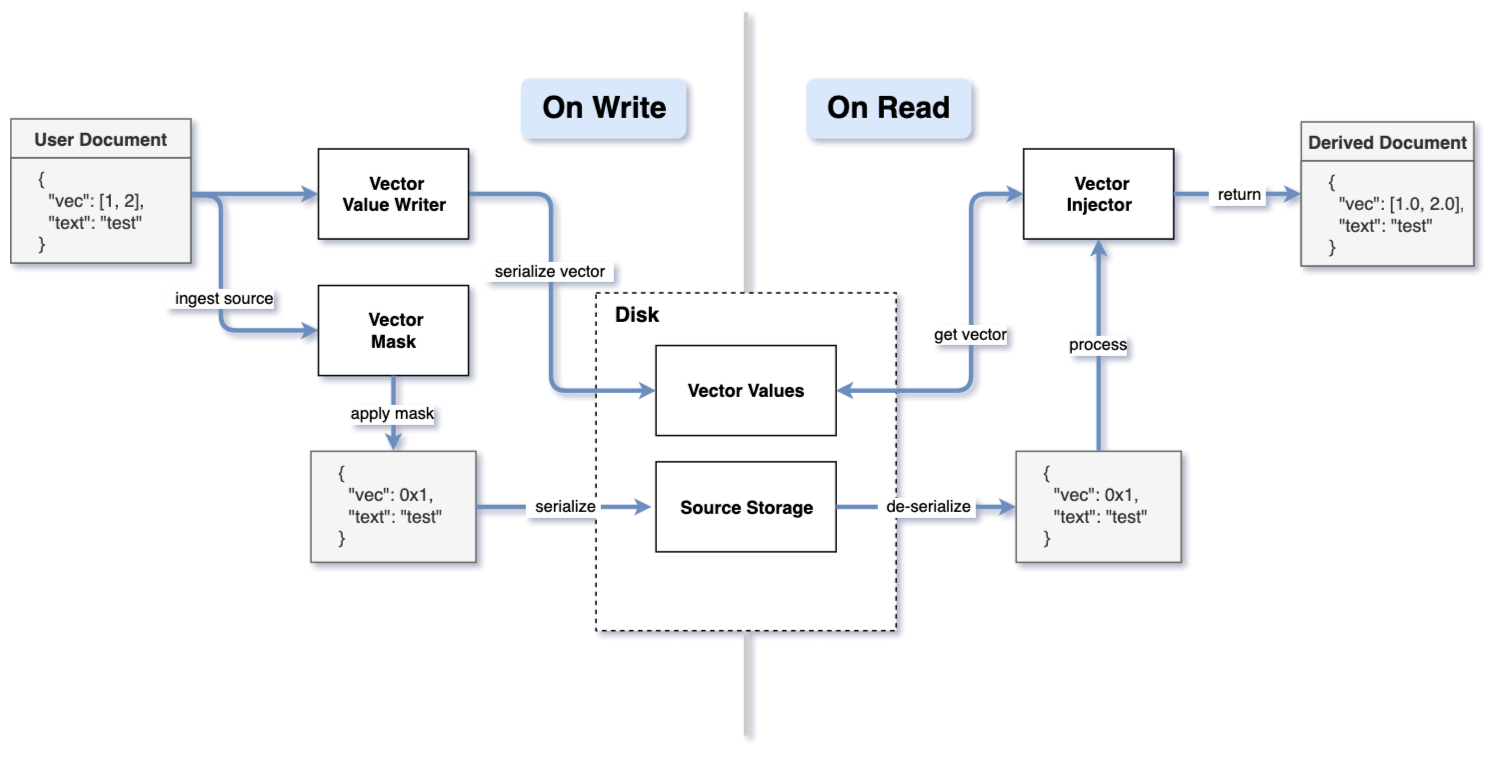 On Write
On Read
User Document
{
"vec": [1, 2],
"text": "test"
}
Vector
Value Writer
serialize vector
ingest source
Vector
Mask
apply mask
{
"vec": 0x1,
"text": "test"
}
serialize
Disk
Vector Values
Source Storage
de-serialize
{
"vec": 0x1,
"text": "test"
}
process
get vector
Vector
Injector
return
Derived Document
{
"vec": [1.0, 2.0],
"text": "test"
}